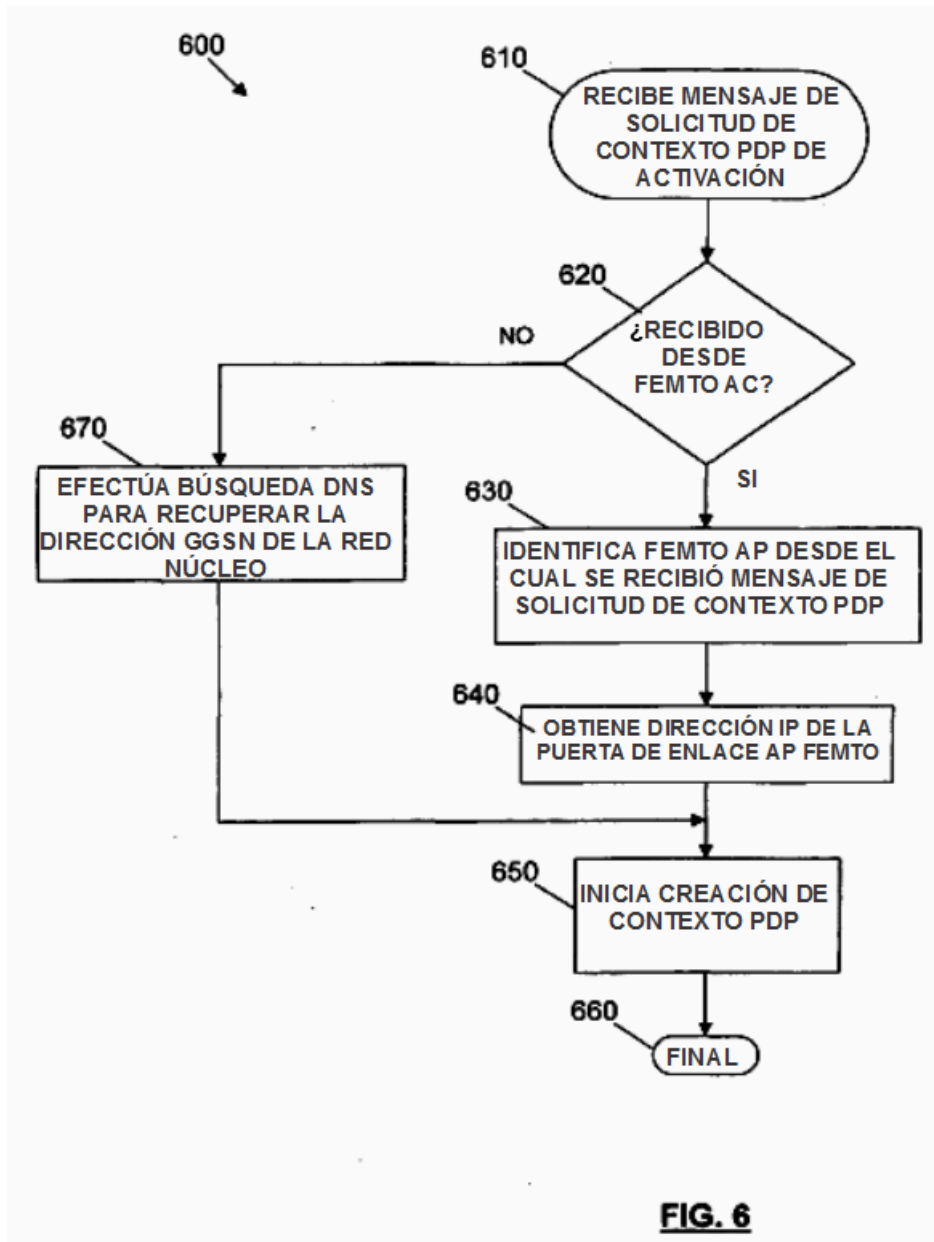 600
610
RECIBE MENSAJE DE
SOLICITUD DE
CONTEXTO PDP DE
ACTIVACIÓN
620
¿RECIBIDO
DESDE
FEMTO AC?
NO
SI
670
EFECTÚA BÚSQUEDA DNS
PARA RECUPERAR LA
DIRECCIÓN GGSN DE LA RED
NÚCLEO
630
IDENTIFICA FEMTO AP DESDE EL
CUAL SE RECIBIÓ MENSAJE DE
SOLICITUD DE CONTEXTO PDP
640
OBTIENE DIRECCIÓN IP DE LA
PUERTA DE ENLACE AP FEMTO
650
INICIA CREACIÓN DE
CONTEXTO PDP
660
FINAL
FIG. 6